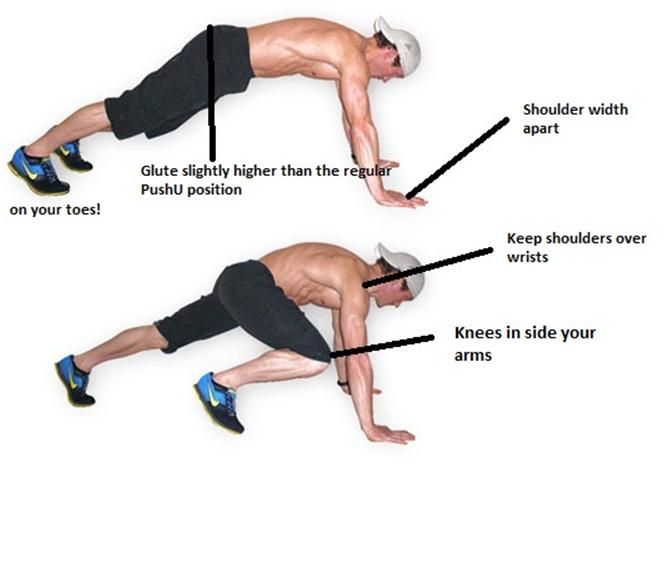 Shoulder width
apart
Glute slightly higher than the regular
PushU position
on your toes!
Keep shoulders over
wrists
Knees in side your
arms